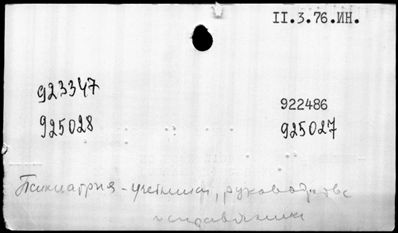 II.3.76.ИН.
923347
922486
925028
925027
Психиатрия - учебники, руководства
и справочники